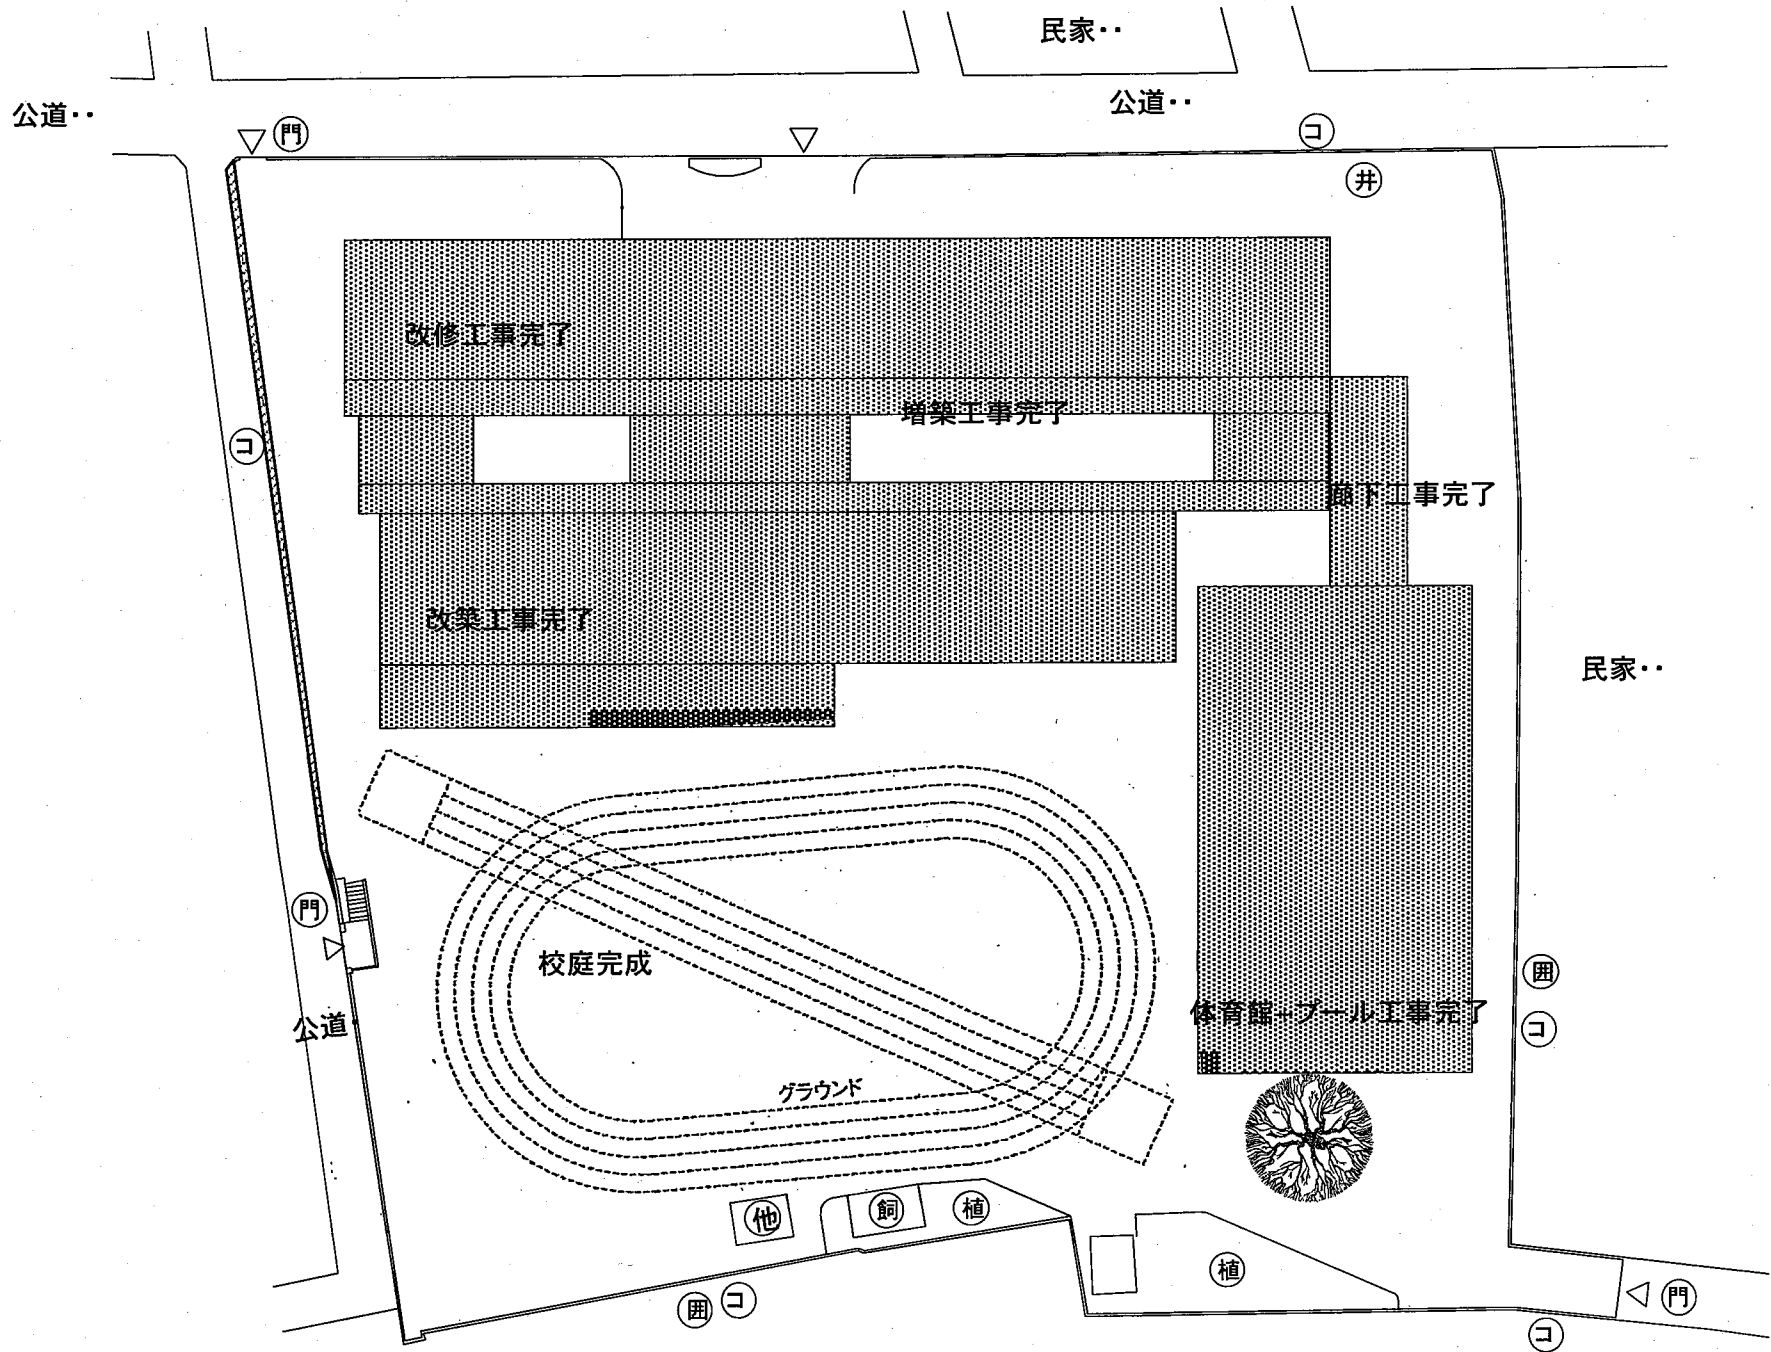 民家‥
公道‥
公道‥
門
コ
井
改修工事完了
増築工事完了
コ
廊下工事完了
改築工事完了
民家‥
門
校庭完成
囲
体育館+プール工事完了
コ
公道
グラウンド
他
飼
植
植
囲
コ
門
コ